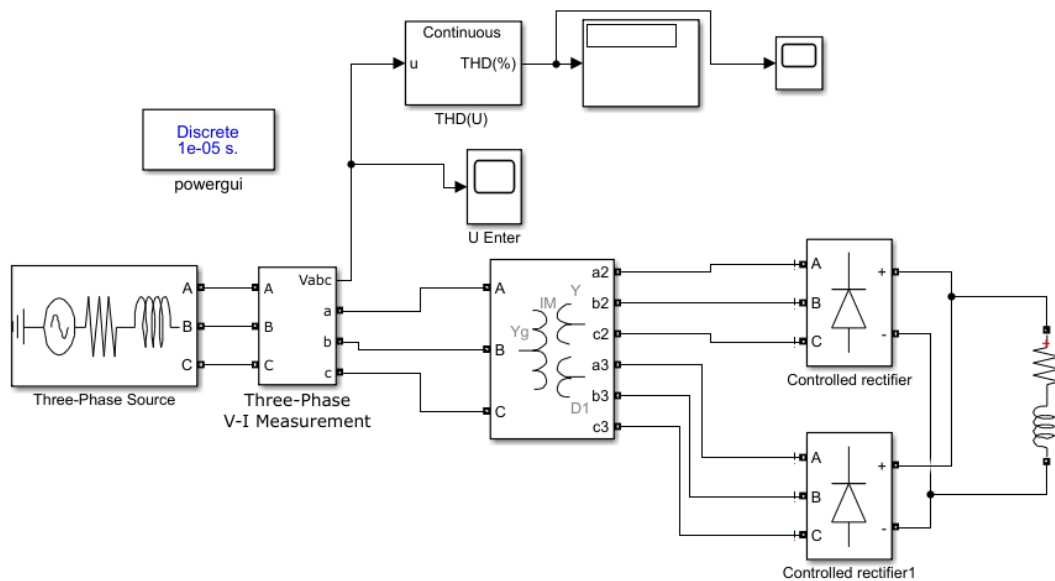 Continuous
u
THD(%)
THD(U)
Discrete
1e-05 s.
powergui
U Enter
A
B
C
Three-Phase Source
A
B
C
Vabc
a
b
c
Three-Phase
V-I Measurement
A
B
C
IM
Y
Yg
D1
a2
b2
c2
a3
b3
c3
A
B
C
+
-
Controlled rectifier
A
B
C
+
-
Controlled rectifier1
+